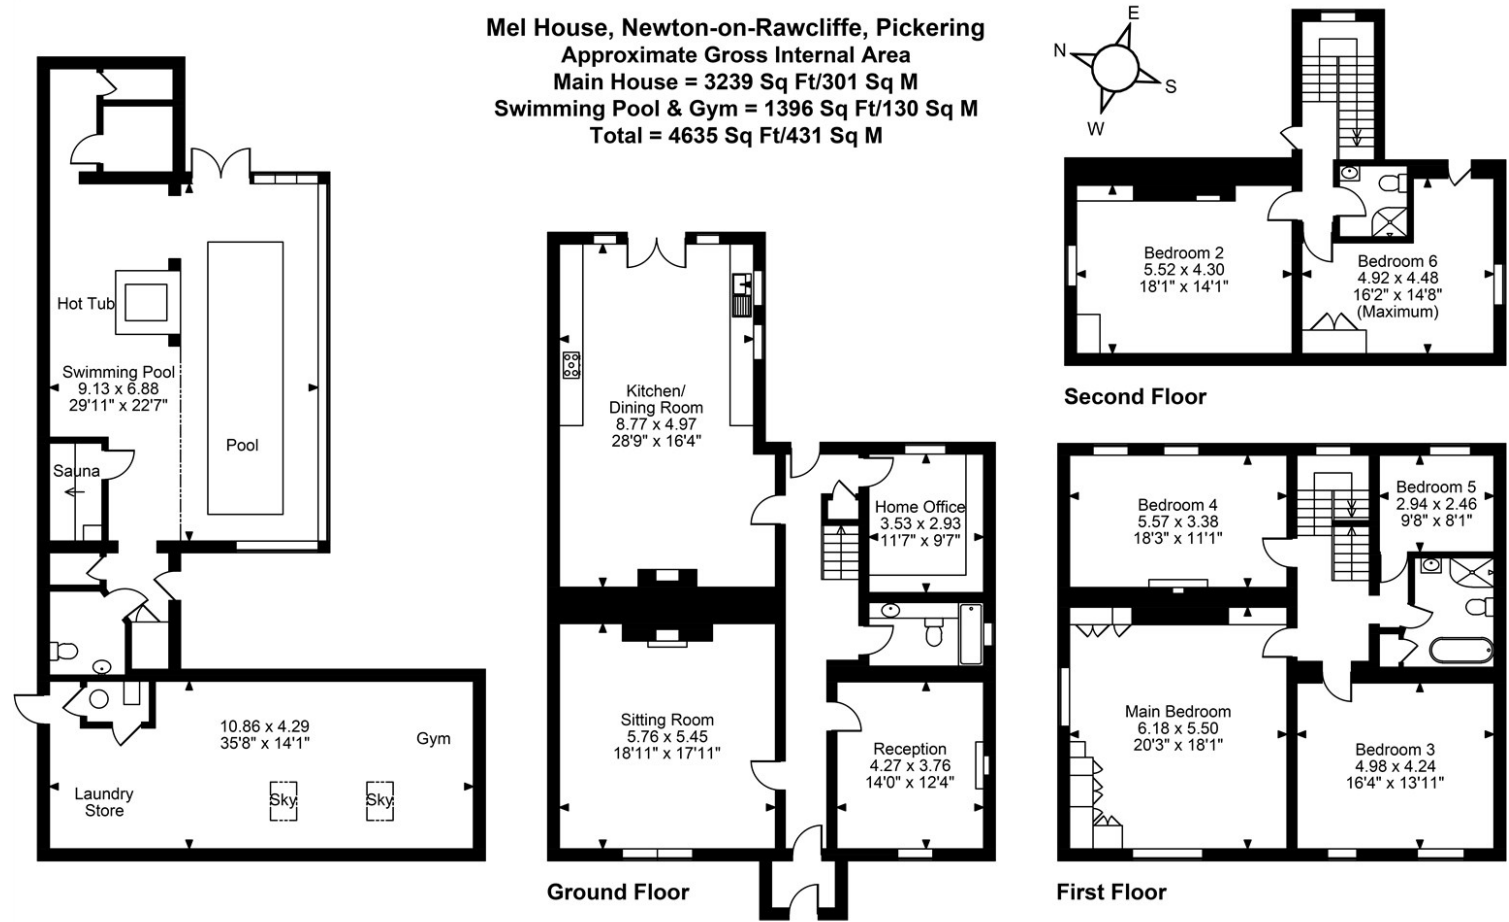 Mel House, Newton-on-Rawcliffe, Pickering
Approximate Gross Internal Area
Main House = 3239 Sq Ft/301 Sq M
Swimming Pool & Gym = 1396 Sq Ft/130 Sq M
Total = 4635 Sq Ft/431 Sq M
E
N
S
W
Hot Tub
Swimming Pool
9.13 x 6.88
29'11" x 22'7"
Pool
Sauna
10.86 x 4.29
35'8" x 14'1"
Gym
Laundry
Store
Sky
Sky
Kitchen/
Dining Room
8.77 x 4.97
28'9" x 16'4"
Home Office
3.53 x 2.93
11'7" x 9'7"
Sitting Room
5.76 x 5.45
18'11" x 17'11"
Reception
4.27 x 3.76
14'0" x 12'4"
Ground Floor
Bedroom 2
5.52 x 4.30
18'1" x 14'1"
Bedroom 6
4.92 x 4.48
16'2" x 14'8"
(Maximum)
Second Floor
Bedroom 4
5.57 x 3.38
18'3" x 11'1"
Bedroom 5
2.94 x 2.46
9'8" x 8'1"
Main Bedroom
6.18 x 5.50
20'3" x 18'1"
Bedroom 3
4.98 x 4.24
16'4" x 13'11"
First Floor